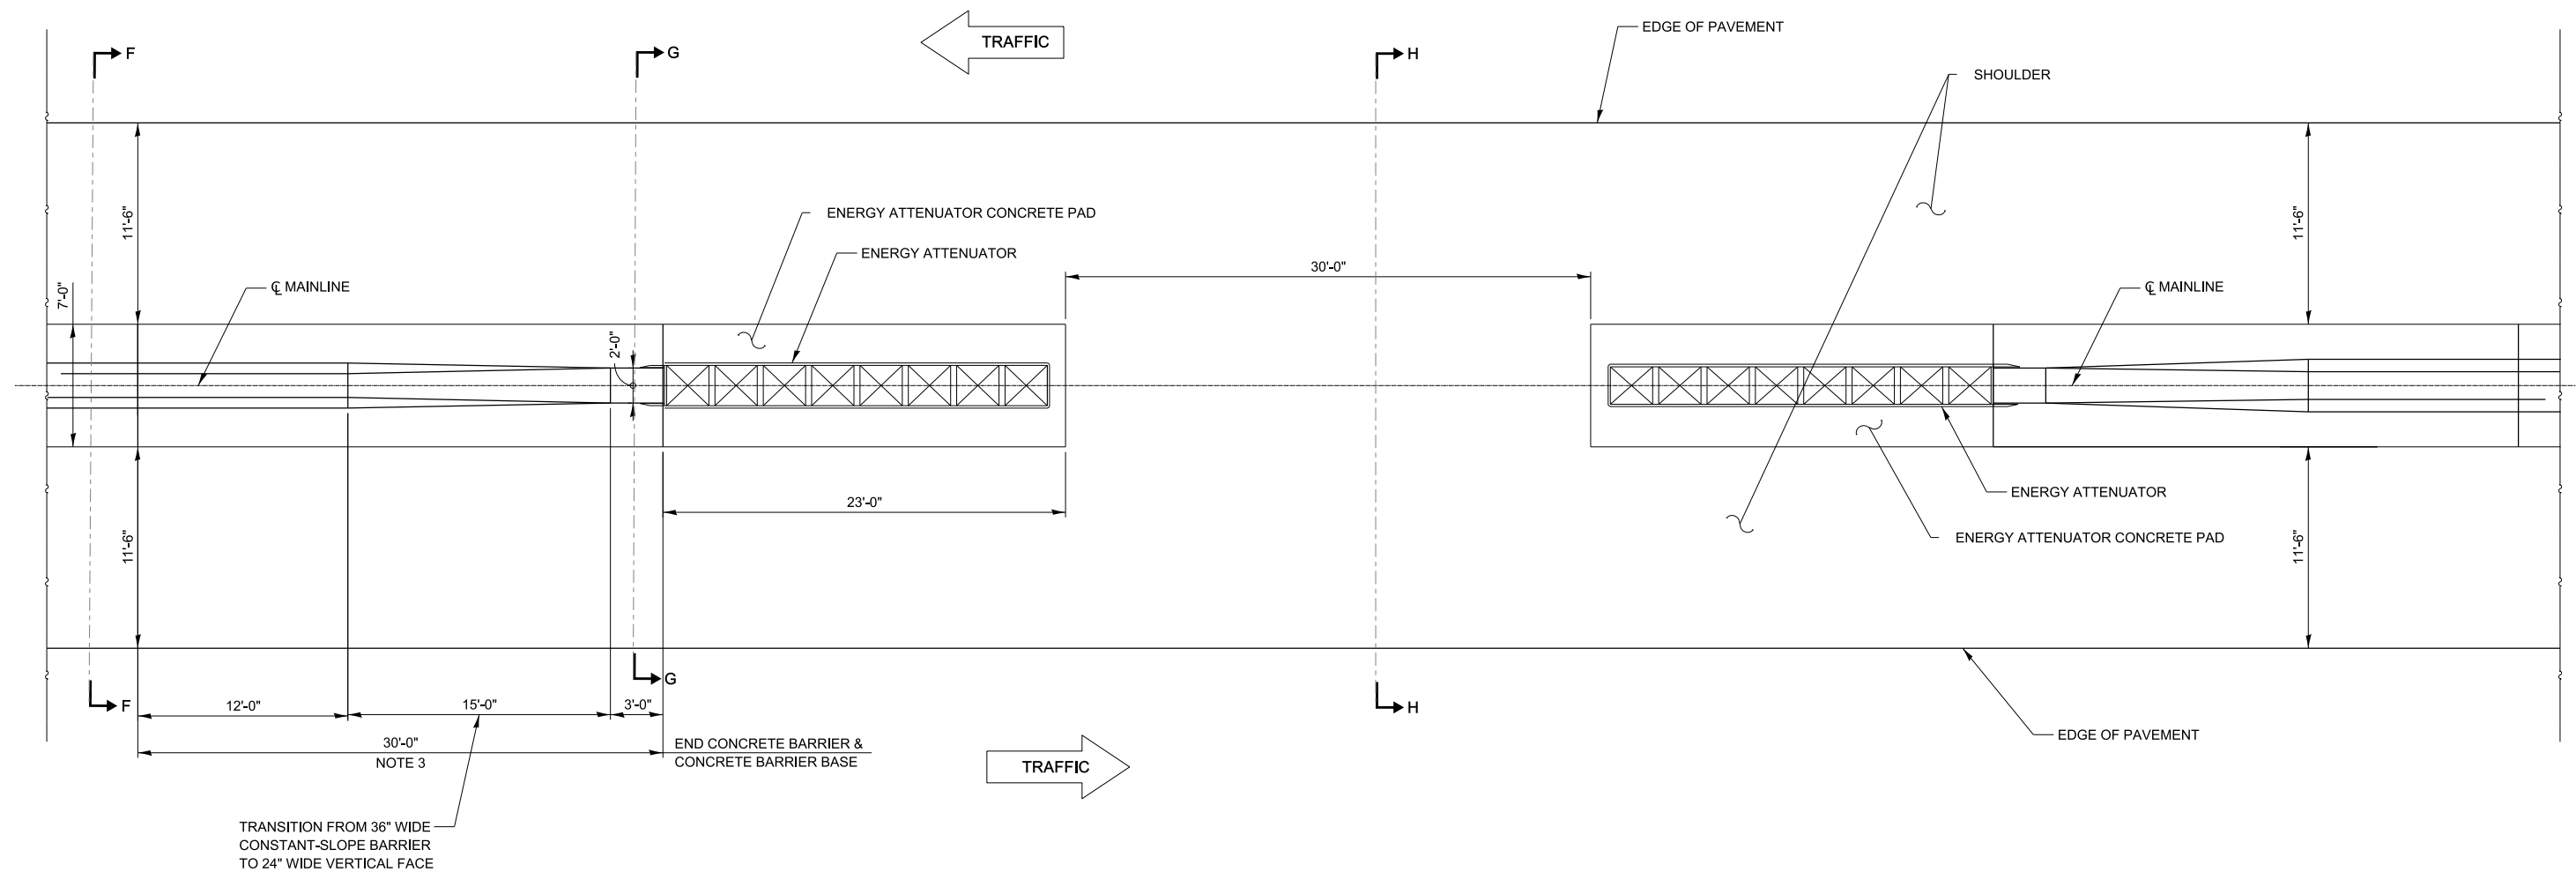 EDGE OF PAVEMENT
TRAFFIC
F
G
H
SHOULDER
11'-6"
11'-6"
ENERGY ATTENUATOR CONCRETE PAD
ENERGY ATTENUATOR
30'-0"
℄ MAINLINE
℄ MAINLINE
7'-0"
2'-0"
23'-0"
ENERGY ATTENUATOR
ENERGY ATTENUATOR CONCRETE PAD
11'-6"
11'-6"
F
G
H
12'-0"
15'-0"
3'-0"
EDGE OF PAVEMENT
30'-0"
NOTE 3
END CONCRETE BARRIER &
CONCRETE BARRIER BASE
TRAFFIC
TRANSITION FROM 36" WIDE
CONSTANT-SLOPE BARRIER
TO 24" WIDE VERTICAL FACE